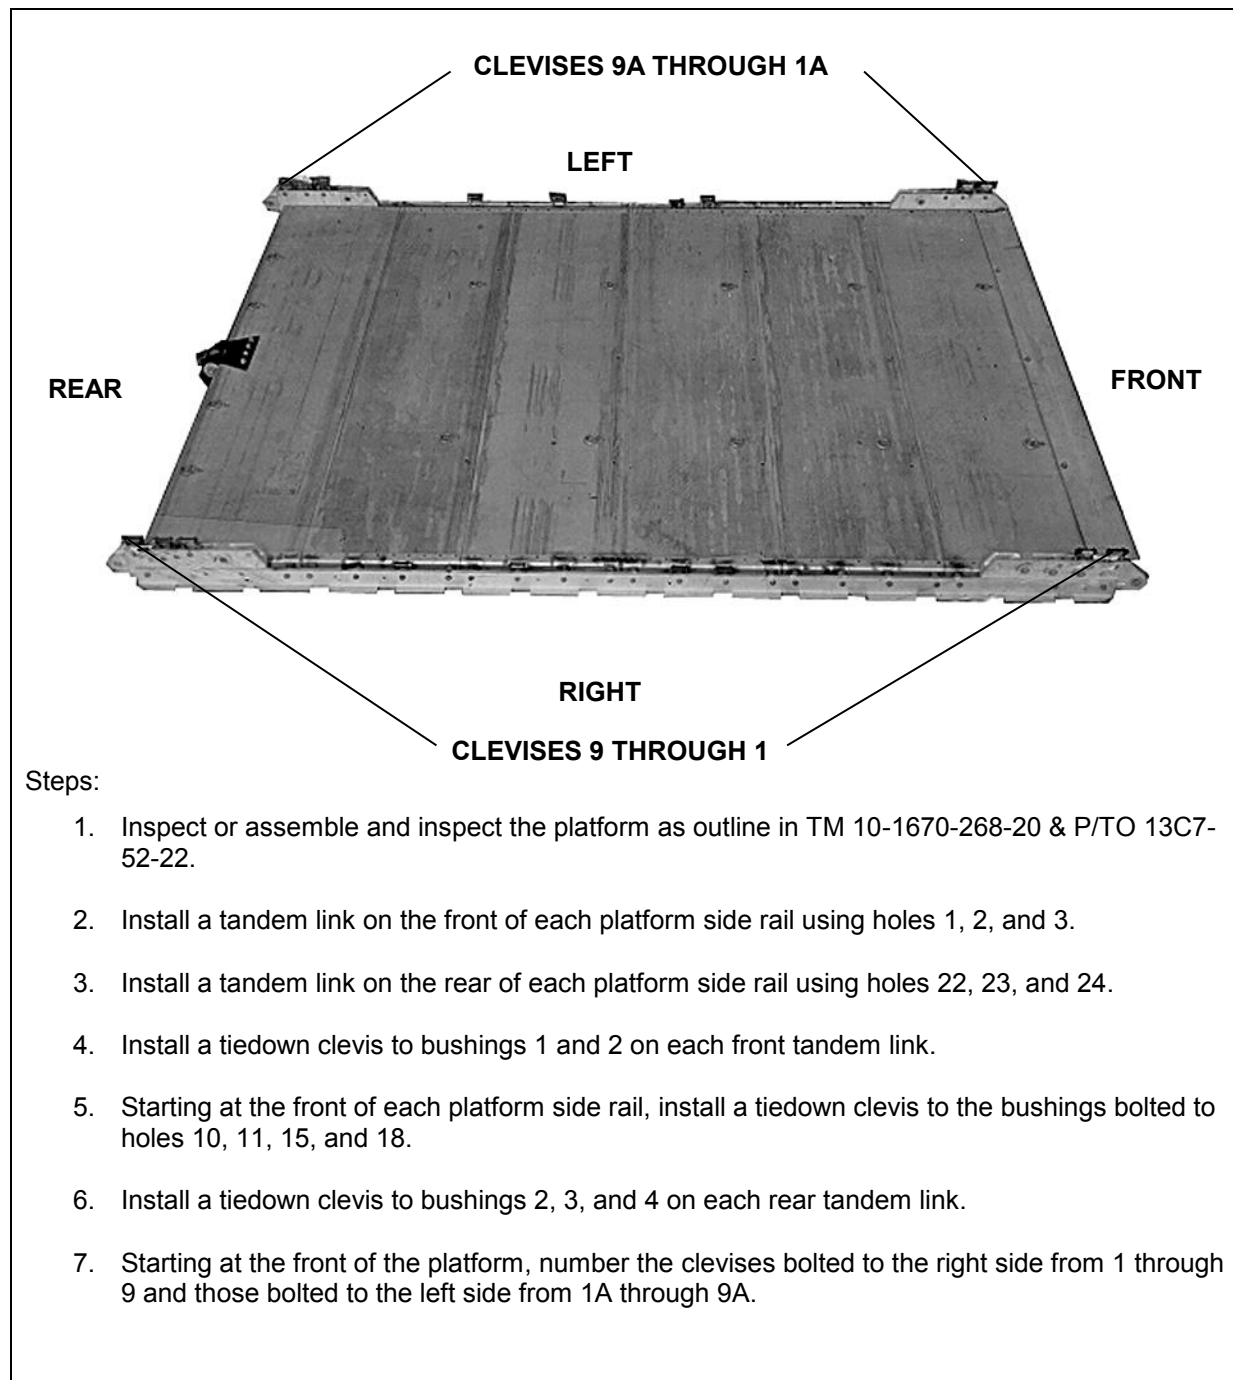 CLEVISES 9A THROUGH 1A
LEFT
REAR
FRONT
RIGHT
CLEVISES 9 THROUGH 1
Steps:
1. Inspect or assemble and inspect the platform as outline in TM 10-1670-268-20 & P/TO 13C7-
52-22.
2. Install a tandem link on the front of each platform side rail using holes 1, 2, and 3.
3. Install a tandem link on the rear of each platform side rail using holes 22, 23, and 24.
4. Install a tiedown clevis to bushings 1 and 2 on each front tandem link.
5. Starting at the front of each platform side rail, install a tiedown clevis to the bushings bolted to
holes 10, 11, 15, and 18.
6. Install a tiedown clevis to bushings 2, 3, and 4 on each rear tandem link.
7. Starting at the front of the platform, number the clevises bolted to the right side from 1 through
9 and those bolted to the left side from 1A through 9A.